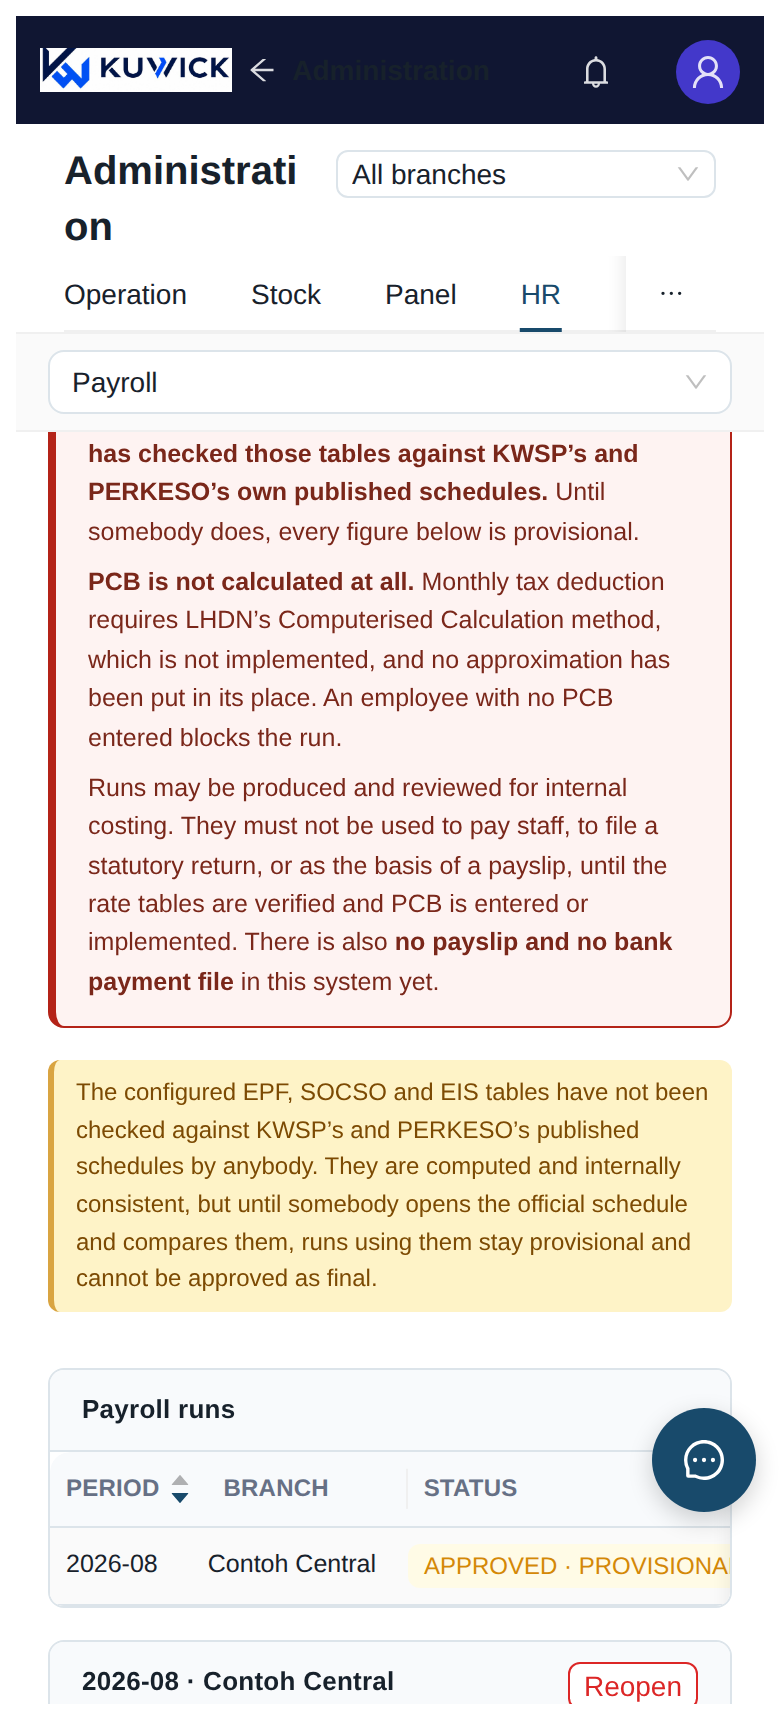 KUWICK
Administration
Administrati
on
All branches
Operation Stock Panel HR ...
Payroll
has checked those tables against KWSP’s and
PERKESO’s own published schedules. Until
somebody does, every figure below is provisional.
PCB is not calculated at all. Monthly tax deduction
requires LHDN’s Computerised Calculation method,
which is not implemented, and no approximation has
been put in its place. An employee with no PCB
entered blocks the run.
Runs may be produced and reviewed for internal
costing. They must not be used to pay staff, to file a
statutory return, or as the basis of a payslip, until the
rate tables are verified and PCB is entered or
implemented. There is also no payslip and no bank
payment file in this system yet.
The configured EPF, SOCSO and EIS tables have not been
checked against KWSP’s and PERKESO’s published
schedules by anybody. They are computed and internally
consistent, but until somebody opens the official schedule
and compares them, runs using them stay provisional and
cannot be approved as final.
Payroll runs
PERIOD BRANCH STATUS
2026-08 Contoh Central APPROVED · PROVISIONA
2026-08 · Contoh Central Reopen